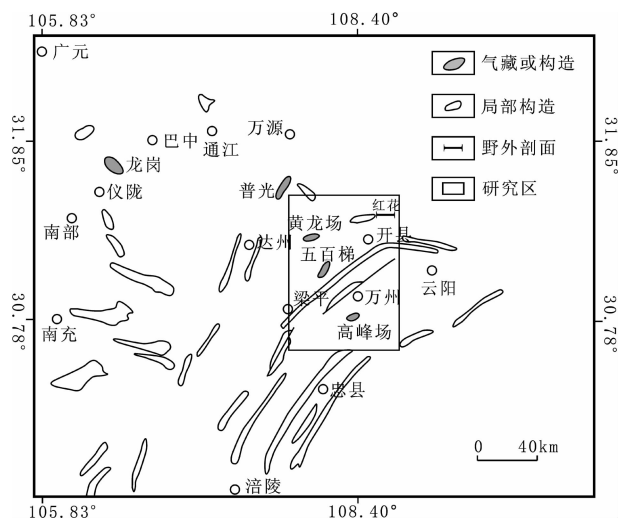 105.83° 108.40°
广元
气藏或构造
局部构造
野外剖面
研究区
31.85° 31.85°
万源
巴中
通江
龙岗
仪陇
普光
红花
南部
黄龙场
达州
开县
五百梯
云阳
梁平
万州
30.78° 30.78°
南充
高峰场
忠县
0 40km
涪陵
105.83° 108.40°